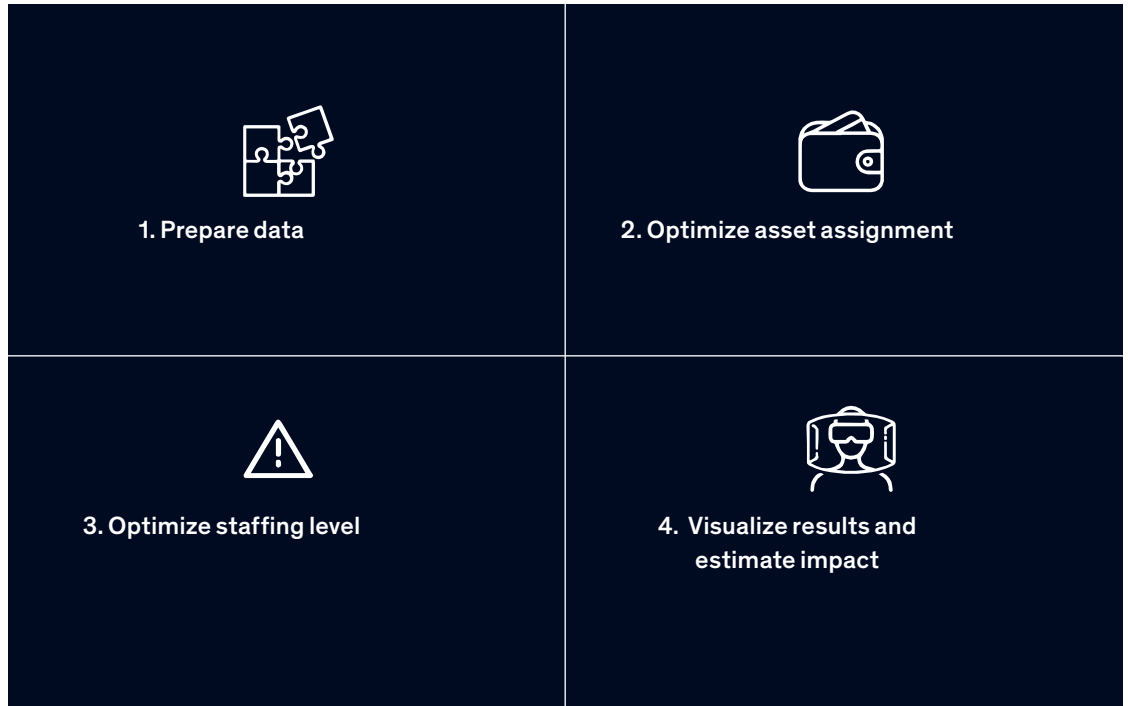 1. Prepare data
2. Optimize asset assignment
3. Optimize staffing level
4. Visualize results and
estimate impact